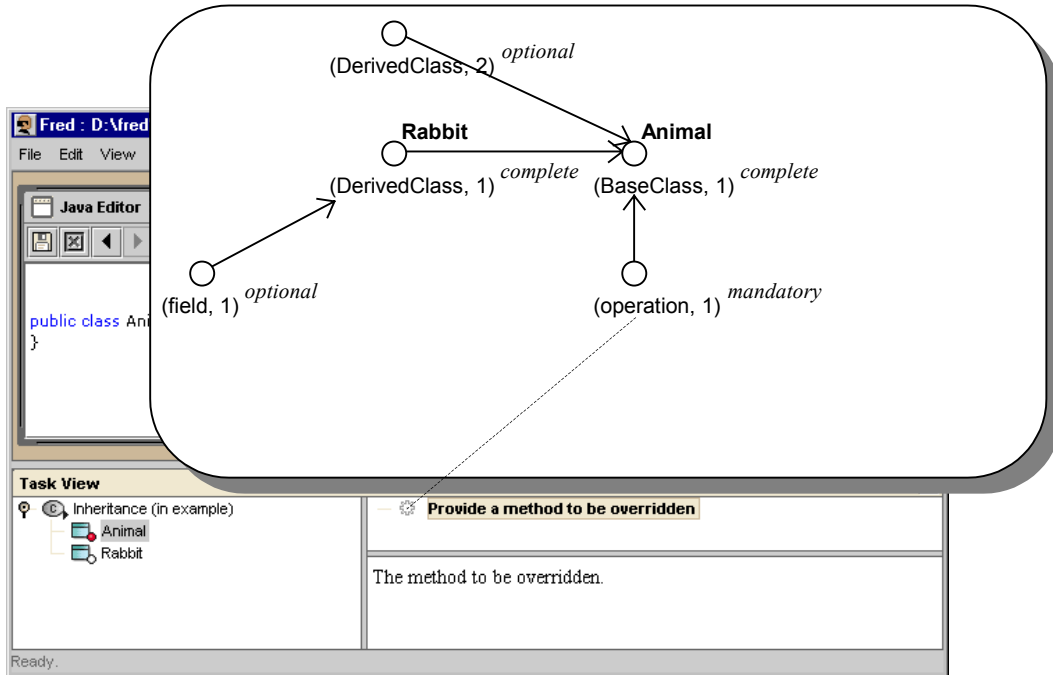 (DerivedClass, 2) optional
Rabbit
Animal
(DerivedClass, 1) complete
(BaseClass, 1) complete
(field, 1) optional
(operation, 1) mandatory
Fred : D:\fred
File Edit View
Java Editor
public class Ani
}
Task View
Inheritance (in example)
Animal
Rabbit
Provide a method to be overridden
The method to be overridden.
Ready.